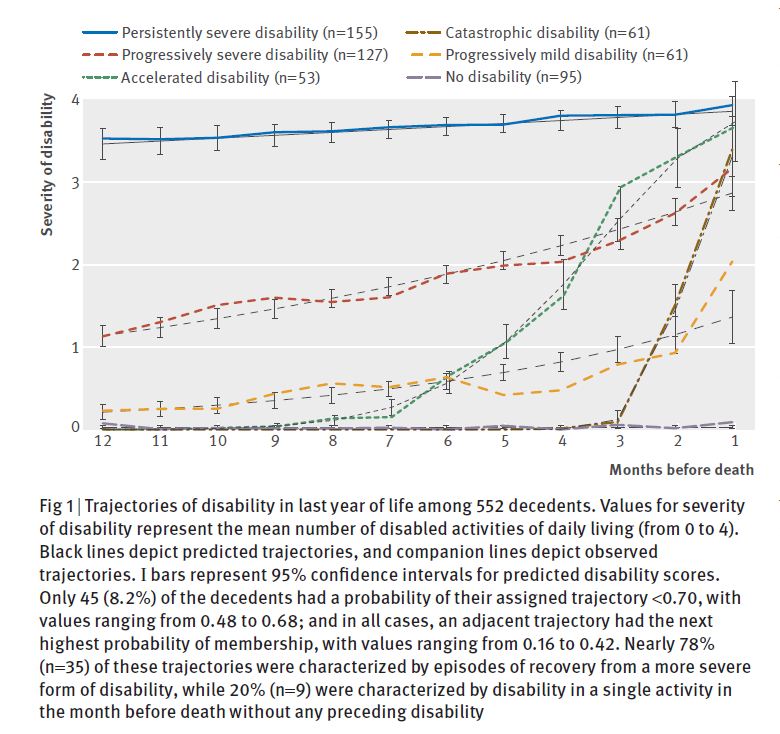 Persistently severe disability (n=155)
Catastrophic disability (n=61)
Progressively severe disability (n=127)
Progressively mild disability (n=61)
Accelerated disability (n=53)
No disability (n=95)
Severity of disability
4
3
2
1
0
12 11 10 9 8 7 6 5 4 3 2 1
Months before death
Fig 1 | Trajectories of disability in last year of life among 552 decedents. Values for severity
of disability represent the mean number of disabled activities of daily living (from 0 to 4).
Black lines depict predicted trajectories, and companion lines depict observed
trajectories. I bars represent 95% confidence intervals for predicted disability scores.
Only 45 (8.2%) of the decedents had a probability of their assigned trajectory <0.70, with
values ranging from 0.48 to 0.68; and in all cases, an adjacent trajectory had the next
highest probability of membership, with values ranging from 0.16 to 0.42. Nearly 78%
(n=35) of these trajectories were characterized by episodes of recovery from a more severe
form of disability, while 20% (n=9) were characterized by disability in a single activity in
the month before death without any preceding disability